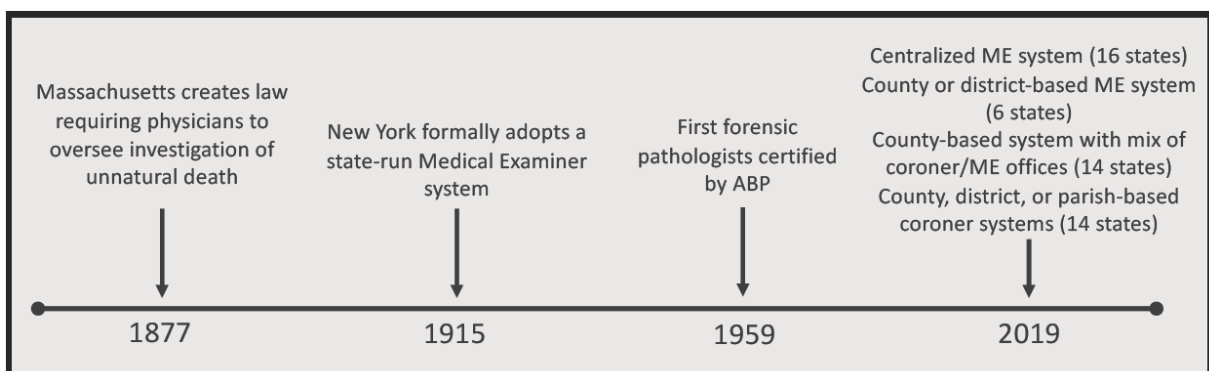 Massachusetts creates law
requiring physicians to
oversee investigation of
unnatural death
New York formally adopts a
state-run Medical Examiner
system
First forensic
pathologists certified
by ABP
Centralized ME system (16 states)
County or district-based ME system
(6 states)
County-based system with mix of
coroner/ME offices (14 states)
County, district, or parish-based
coroner systems (14 states)
1877
1915
1959
2019